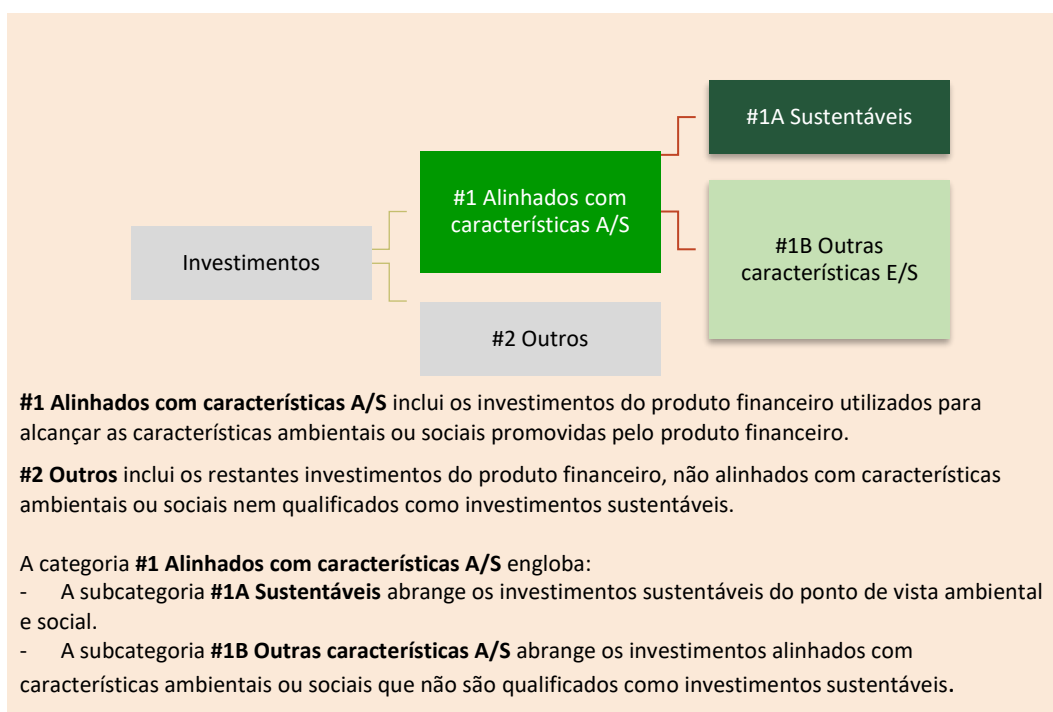 #1A Sustentáveis
#1 Alinhados com
características A/S
#1B Outras
características E/S
Investimentos
#2 Outros
#1 Alinhados com características A/S inclui os investimentos do produto financeiro utilizados para
alcançar as características ambientais ou sociais promovidas pelo produto financeiro.
#2 Outros inclui os restantes investimentos do produto financeiro, não alinhados com características
ambientais ou sociais nem qualificados como investimentos sustentáveis.
A categoria #1 Alinhados com características A/S engloba:
- A subcategoria #1A Sustentáveis abrange os investimentos sustentáveis do ponto de vista ambiental
e social.
- A subcategoria #1B Outras características A/S abrange os investimentos alinhados com
características ambientais ou sociais que não são qualificados como investimentos sustentáveis.